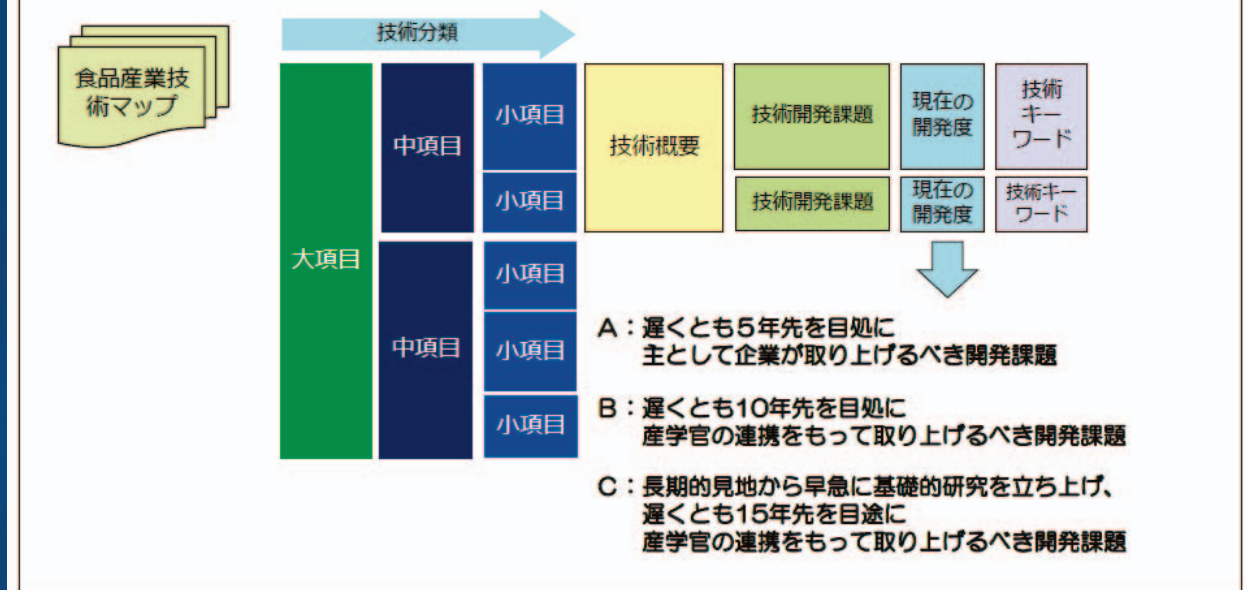 食品産業技
術マップ
技術分類
大項目
中項目
小項目
小項目
中項目
小項目
小項目
小項目
技術概要
技術開発課題
現在の
開発度
技術
キー
ワード
技術開発課題
現在の
開発度
技術キー
ワード
A：遅くとも5年先を目処に
主として企業が取り上げるべき開発課題
B：遅くとも10年先を目処に
産学官の連携をもって取り上げるべき開発課題
C：長期的見地から早急に基礎的研究を立ち上げ、
遅くとも15年先を目途に
産学官の連携をもって取り上げるべき開発課題